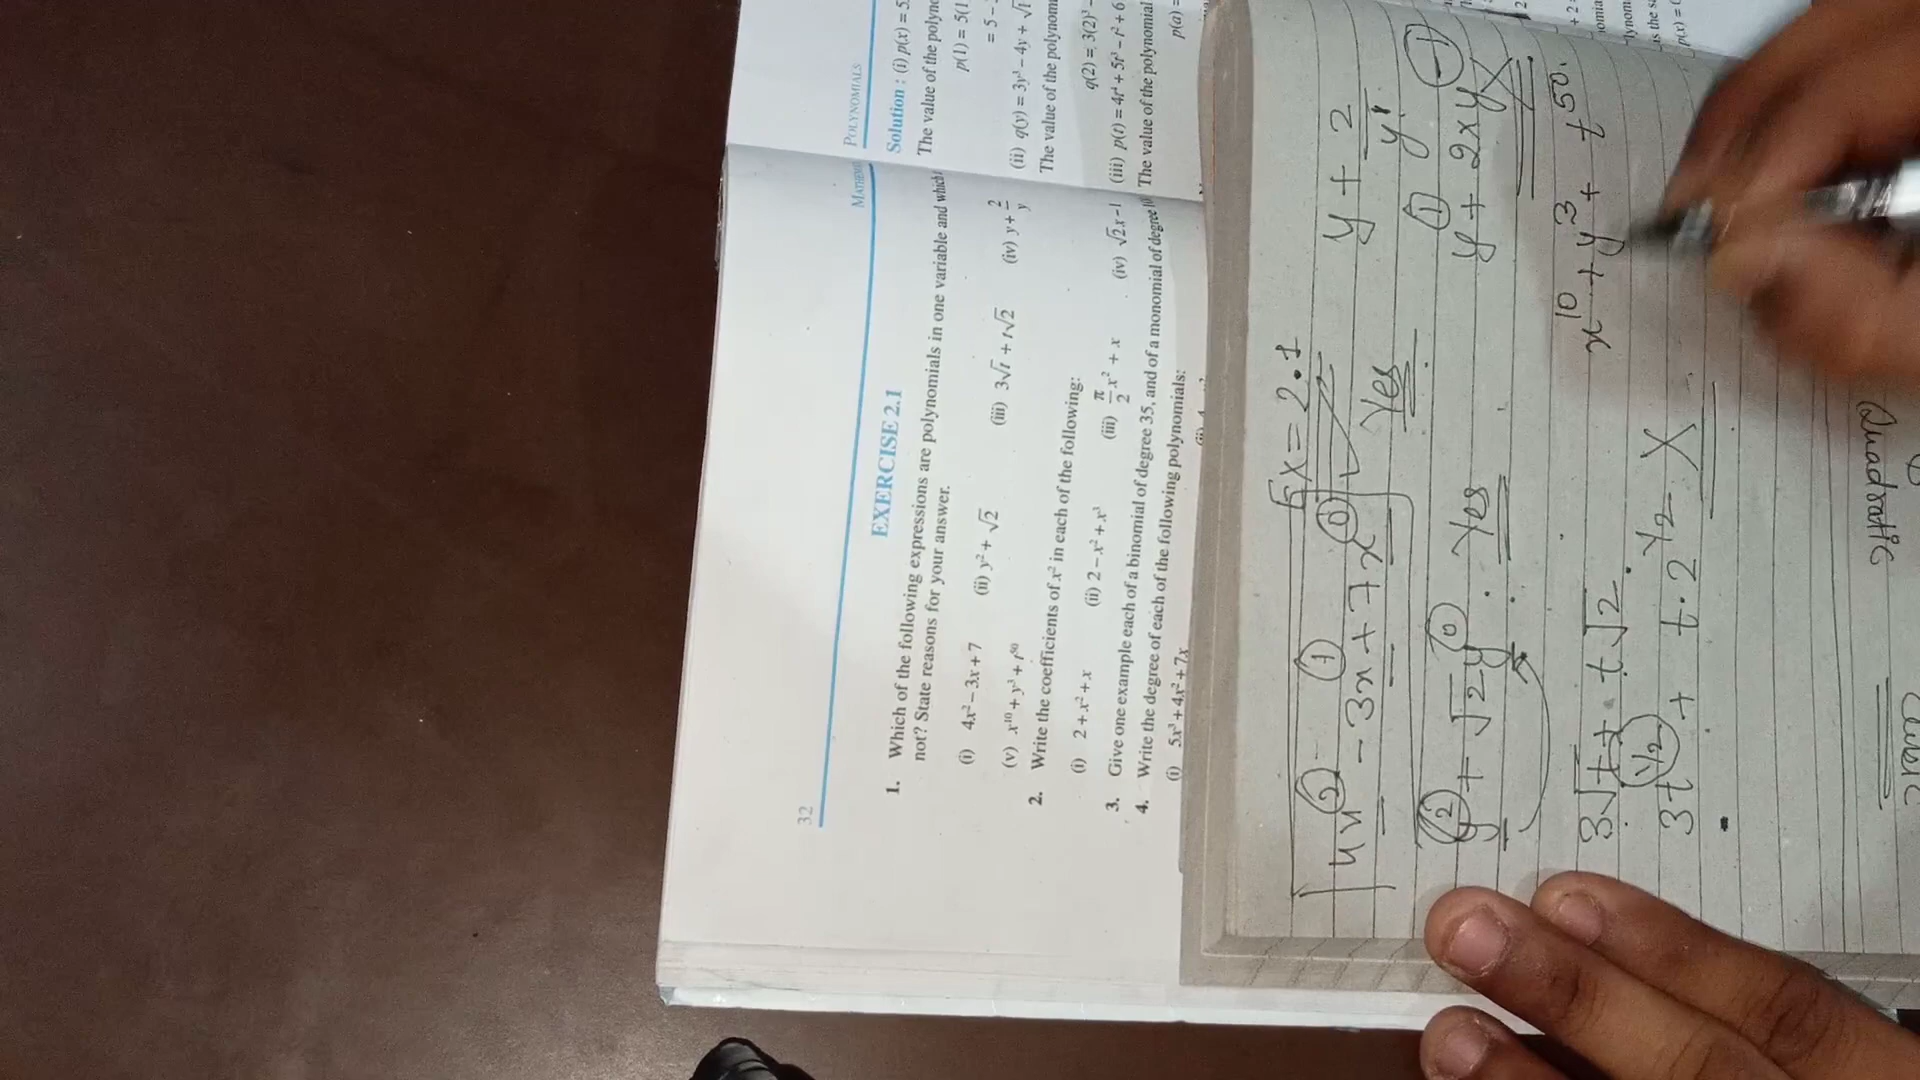 32
MATHEM
EXERCISE 2.1
1. Which of the following expressions are polynomials in one variable and which
not? State reasons for your answer.
(i) 4x² – 3x + 7 (ii) y² + √2 (iii) 3√t + t√2 (iv) y + 2/y
(v) x¹⁰ + y³ + t⁵⁰
2. Write the coefficients of x² in each of the following:
(i) 2 + x² + x (ii) 2 – x² + x³ (iii) π/2 x² + x (iv) √2 x – 1
3. Give one example each of a binomial of degree 35, and of a monomial of degree
4. Write the degree of each of the following polynomials:
(i) 5x³ + 4x² + 7x
POLYNOMIALS
Solution : (i) p(x) = 5
The value of the polyno
p(1) = 5(1
= 5 –
(ii) q(y) = 3y³ – 4y + √1
The value of the polynom
q(2) = 3(2)³ –
(iii) p(t) = 4t⁴ + 5t³ – t² + 6
The value of the polynomial
p(a) =
Ex = 2.1
4x² – 3x¹ + 7x⁰ Yes
y² + √2y⁰. Yes
3√t + t√2.
3t^1/2 + t.2^1/2 X
y + 2/y¹
y¹ + 2xy⁻¹ X
x¹⁰ + y³ + t⁵⁰.
Quadratic